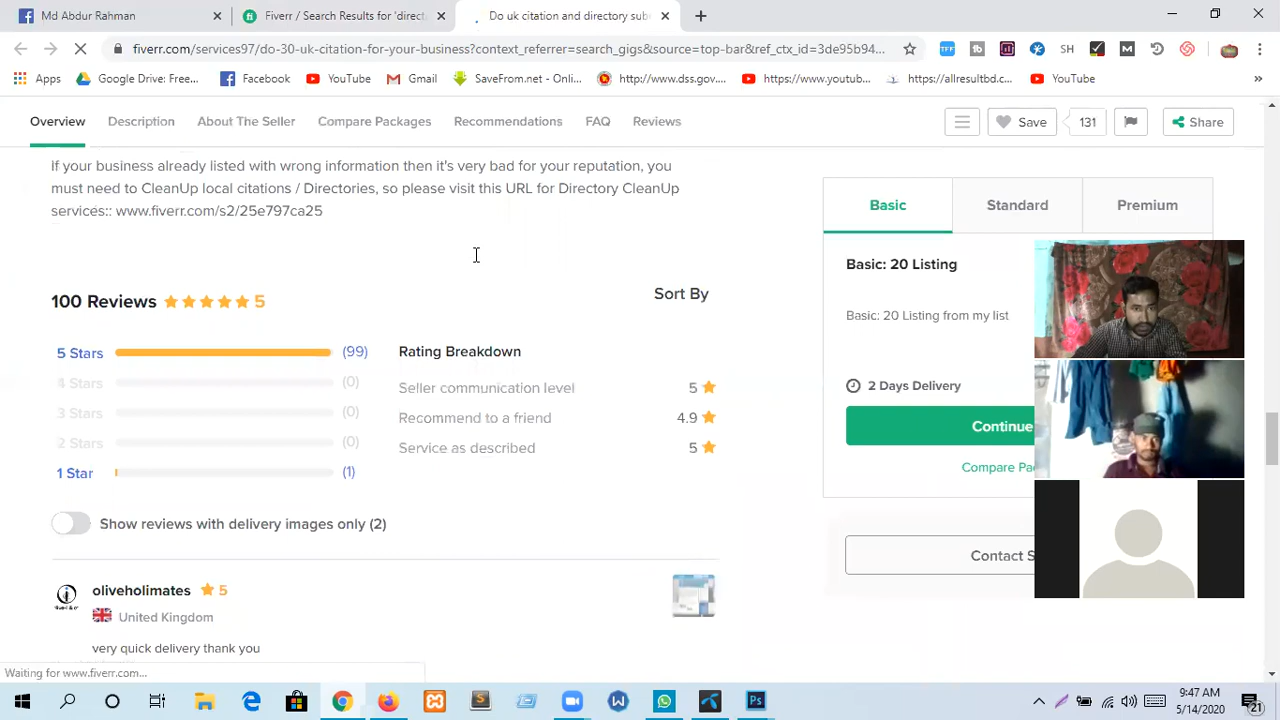 Md Abdur Rahman
Fiverr / Search Results for 'direct
Do uk citation and directory sub
fiverr.com/services97/do-30-uk-citation-for-your-business?context_referrer=search_gigs&source=top-bar&ref_ctx_id=3de95b94...
TFF
SH
M
Apps
Google Drive: Free...
Facebook
YouTube
Gmail
SaveFrom.net - Onli...
http://www.dss.gov....
https://www.youtub...
https://allresultbd.c...
YouTube
Overview
Description
About The Seller
Compare Packages
Recommendations
FAQ
Reviews
Save
131
Share
If your business already listed with wrong information then it's very bad for your reputation, you
must need to CleanUp local citations / Directories, so please visit this URL for Directory CleanUp
services:: www.fiverr.com/s2/25e797ca25
Basic
Standard
Premium
Basic: 20 Listing
Basic: 20 Listing from my list
2 Days Delivery
Continue
Compare Pa
Contact S
100 Reviews 5
Sort By
5 Stars (99)
4 Stars (0)
3 Stars (0)
2 Stars (0)
1 Star (1)
Rating Breakdown
Seller communication level 5
Recommend to a friend 4.9
Service as described 5
Show reviews with delivery images only (2)
oliveholimates 5
United Kingdom
very quick delivery thank you
Waiting for www.fiverr.com...
9:47 AM
5/14/2020
21